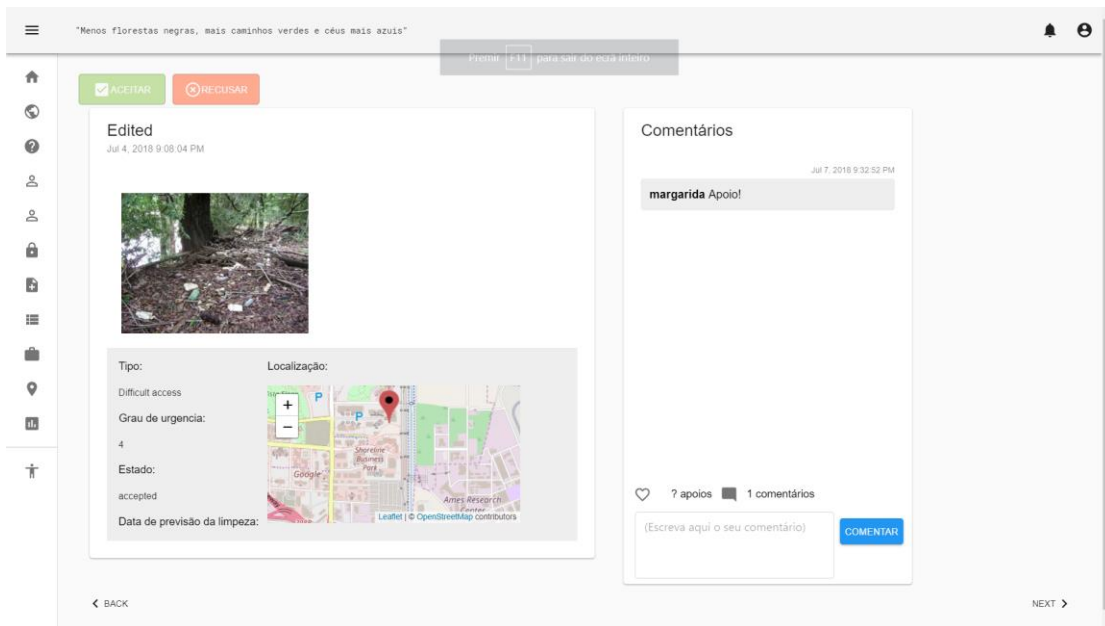 "Menos florestas negras, mais caminhos verdes e céus mais azuis"
Premir F11 para sair do ecrã inteiro
ACEITAR
RECUSAR
Edited
Jul 4, 2018 9:08:04 PM
Tipo:
Difficult access
Grau de urgencia:
4
Estado:
accepted
Data de previsão da limpeza:
Localização:
+
−
P
P
Shoreline
Business
Park
Google
Ames Research
Center
Leaflet | © OpenStreetMap contributors
Comentários
Jul 7, 2018 9:32:52 PM
margarida Apoio!
? apoios 1 comentários
(Escreva aqui o seu comentário)
COMENTAR
BACK
NEXT